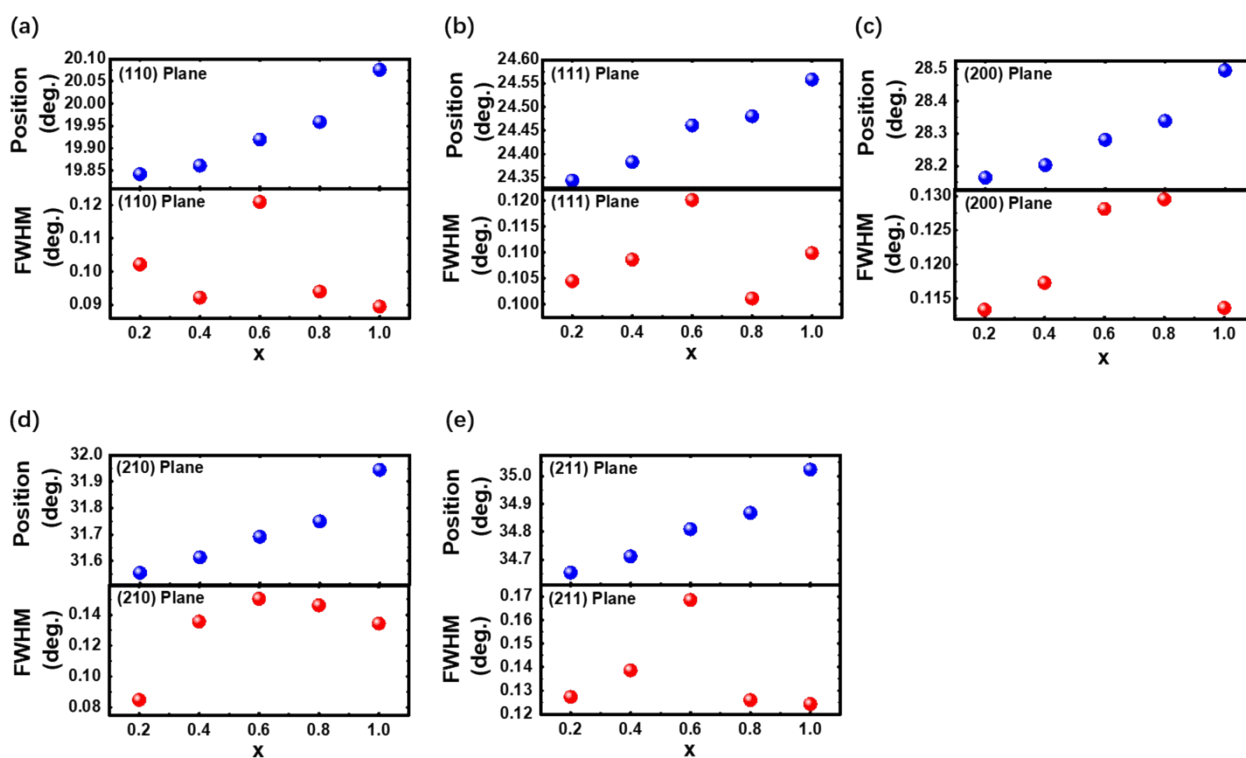 (a)
20.10
20.05
20.00
19.95
19.90
19.85
Position
(deg.)
(110) Plane
0.12
0.10
0.09
FWHM
(deg.)
(110) Plane
0.2 0.4 0.6 0.8 1.0
x
(b)
24.60
24.55
24.50
24.45
24.40
24.35
Position
(deg.)
(111) Plane
0.120
0.110
0.105
0.100
FWHM
(deg.)
(111) Plane
0.2 0.4 0.6 0.8 1.0
x
(c)
28.5
28.4
28.3
28.2
Position
(deg.)
(200) Plane
0.130
0.125
0.120
0.115
FWHM
(deg.)
(200) Plane
0.2 0.4 0.6 0.8 1.0
x
(d)
32.0
31.9
31.7
31.6
Position
(deg.)
(210) Plane
0.14
0.12
0.10
0.08
FWHM
(deg.)
(210) Plane
0.2 0.4 0.6 0.8 1.0
x
(e)
35.0
34.9
34.8
34.7
Position
(deg.)
(211) Plane
0.17
0.16
0.14
0.13
0.12
FWHM
(deg.)
(211) Plane
0.2 0.4 0.6 0.8 1.0
x